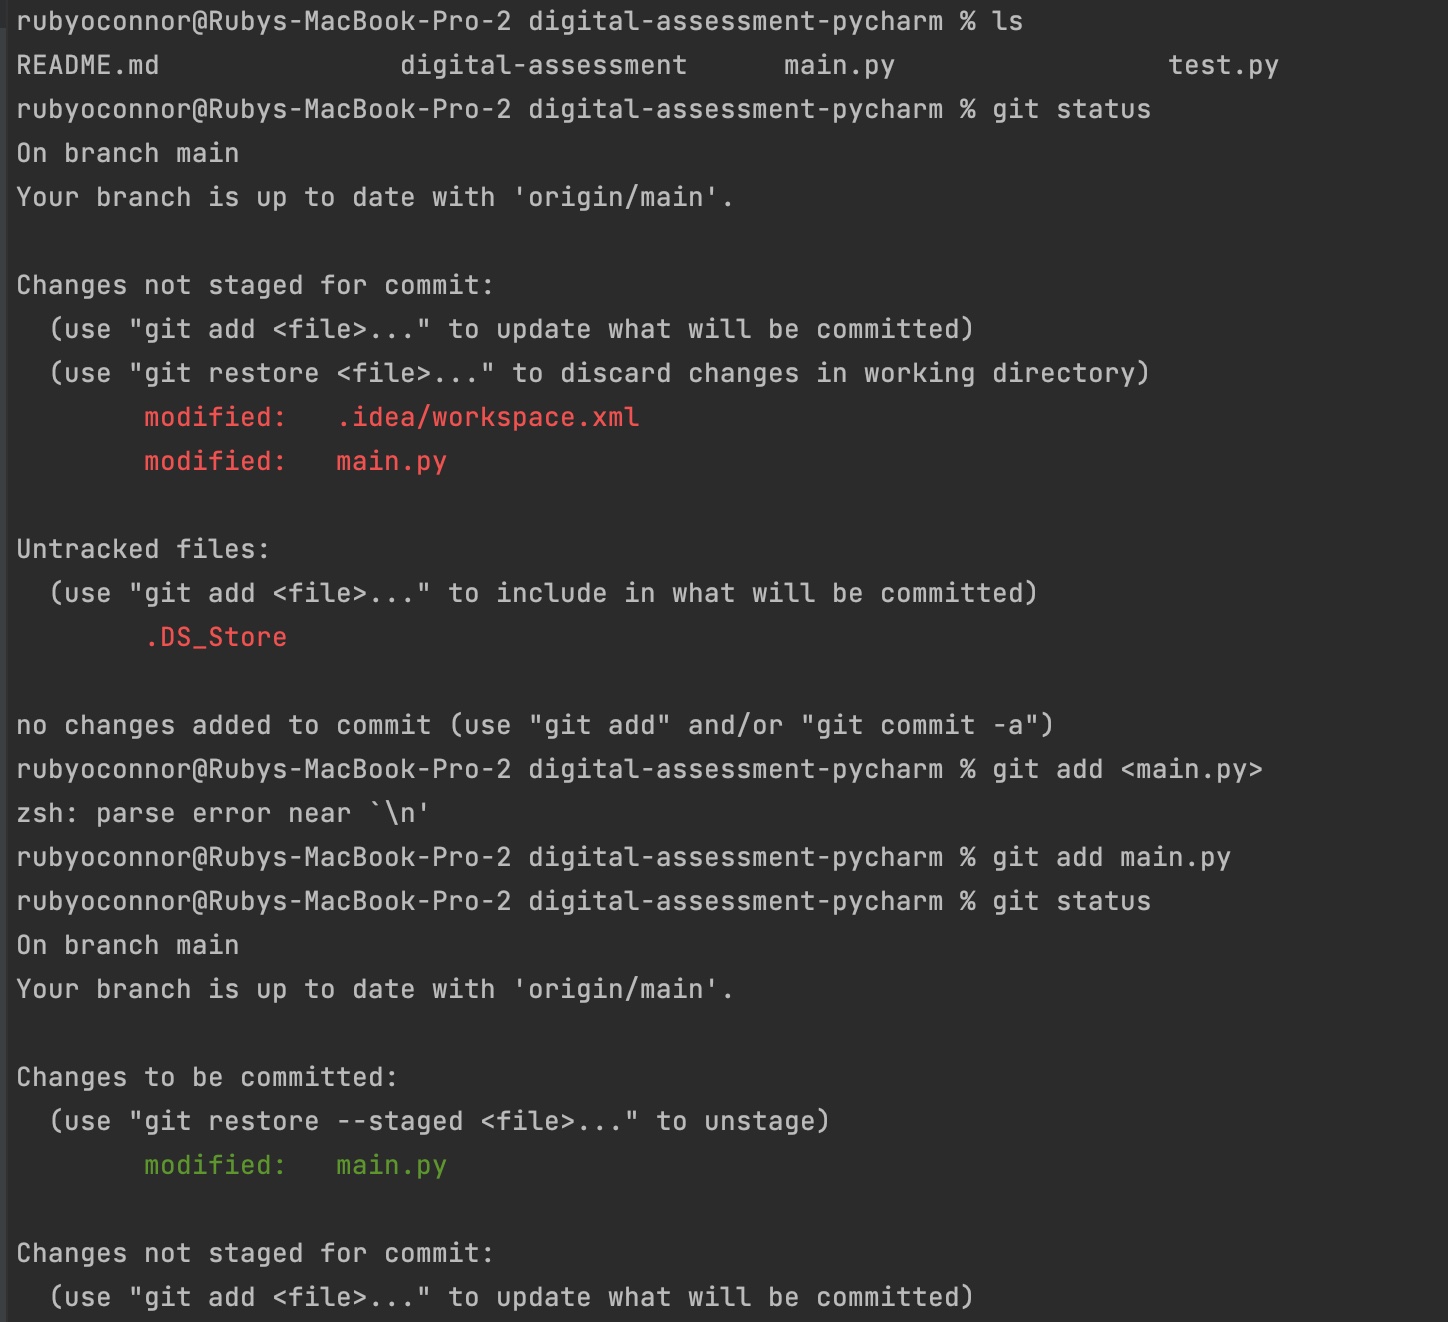 rubyoconnor@Rubys-MacBook-Pro-2 digital-assessment-pycharm % ls
README.md               digital-assessment      main.py                 test.py
rubyoconnor@Rubys-MacBook-Pro-2 digital-assessment-pycharm % git status
On branch main
Your branch is up to date with 'origin/main'.

Changes not staged for commit:
  (use "git add <file>..." to update what will be committed)
  (use "git restore <file>..." to discard changes in working directory)
        modified:   .idea/workspace.xml
        modified:   main.py

Untracked files:
  (use "git add <file>..." to include in what will be committed)
        .DS_Store

no changes added to commit (use "git add" and/or "git commit -a")
rubyoconnor@Rubys-MacBook-Pro-2 digital-assessment-pycharm % git add <main.py>
zsh: parse error near `\n'
rubyoconnor@Rubys-MacBook-Pro-2 digital-assessment-pycharm % git add main.py
rubyoconnor@Rubys-MacBook-Pro-2 digital-assessment-pycharm % git status
On branch main
Your branch is up to date with 'origin/main'.

Changes to be committed:
  (use "git restore --staged <file>..." to unstage)
        modified:   main.py

Changes not staged for commit:
  (use "git add <file>..." to update what will be committed)